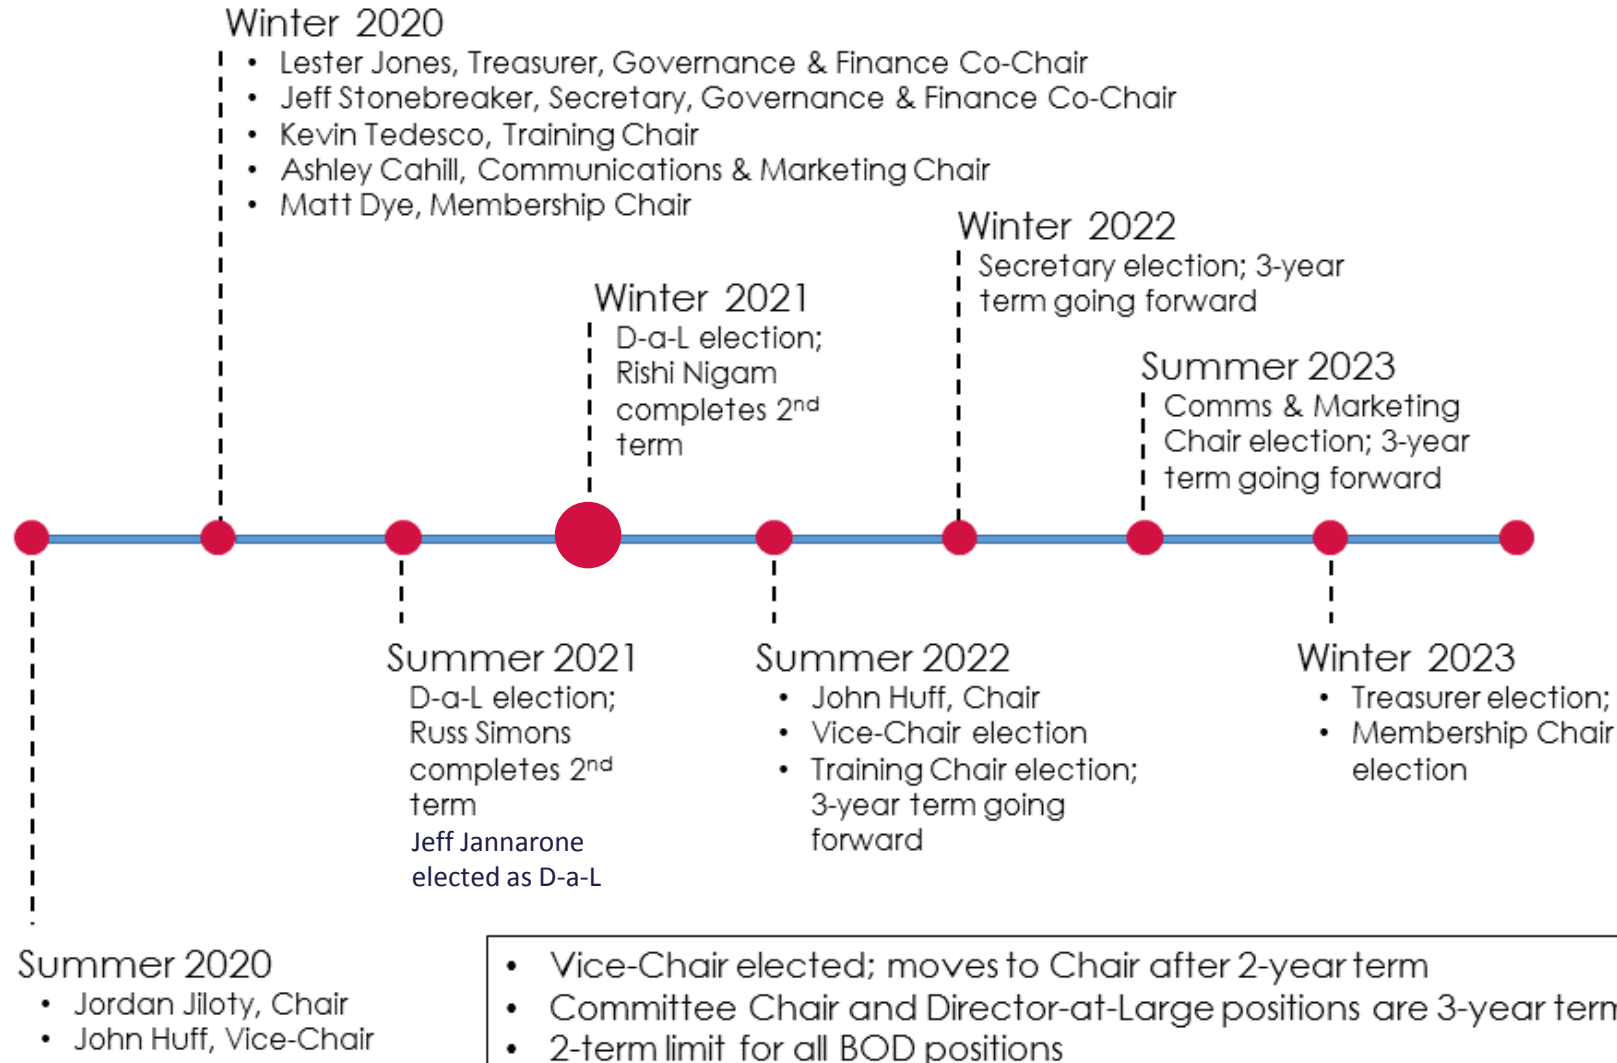 Winter 2020
• Lester Jones, Treasurer, Governance & Finance Co-Chair
• Jeff Stonebreaker, Secretary, Governance & Finance Co-Chair
• Kevin Tedesco, Training Chair
• Ashley Cahill, Communications & Marketing Chair
• Matt Dye, Membership Chair
Winter 2021
D-a-L election;
Rishi Nigam
completes 2nd
term
Winter 2022
Secretary election; 3-year
term going forward
Summer 2023
Comms & Marketing
Chair election; 3-year
term going forward
Summer 2021
D-a-L election;
Russ Simons
completes 2nd
term
Jeff Jannarone
elected as D-a-L
Summer 2022
• John Huff, Chair
• Vice-Chair election
• Training Chair election;
3-year term going
forward
Winter 2023
• Treasurer election;
• Membership Chair
election
Summer 2020
• Jordan Jiloty, Chair
• John Huff, Vice-Chair
• Vice-Chair elected; moves to Chair after 2-year term
• Committee Chair and Director-at-Large positions are 3-year term
• 2-term limit for all BOD positions